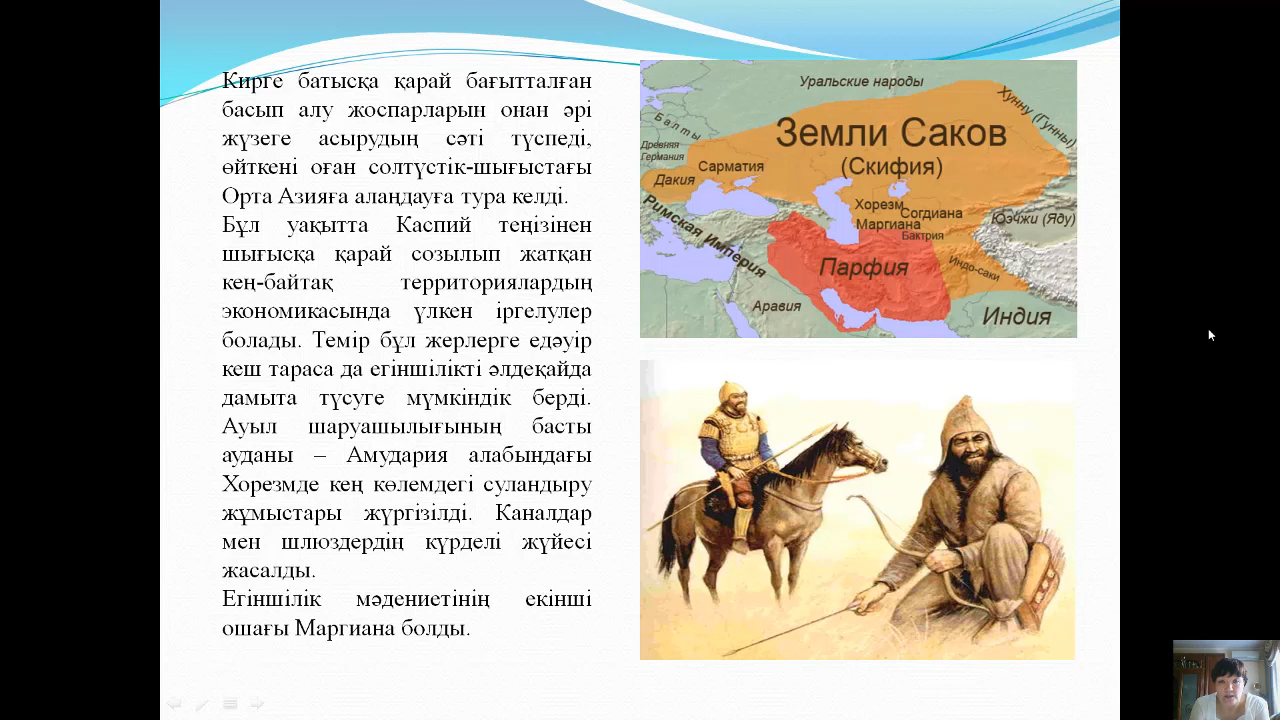 Кирге батысқа қарай бағытталған
басып алу жоспарларын онан әрі
жүзеге асырудың сәті түспеді,
өйткені оған солтүстік-шығыстағы
Орта Азияға алаңдауға тура келді.
Бұл уақытта Каспий теңізінен
шығысқа қарай созылып жатқан
кең-байтақ территориялардың
экономикасында үлкен іргелулер
болады. Темір бұл жерлерге едәуір
кеш тараса да егіншілікті әлдеқайда
дамыта түсуге мүмкіндік берді.
Ауыл шаруашылығының басты
ауданы – Амудария алабындағы
Хорезмде кең көлемдегі суландыру
жұмыстары жүргізілді. Каналдар
мен шлюздердің күрделі жүйесі
жасалды.
Егіншілік мәдениетінің екінші
ошағы Маргиана болды.
Уральские народы
Хунну (Гунны)
Балты
Земли Саков
(Скифия)
Древняя
Германия
Сарматия
Дакия
Римская Империя
Хорезм
Согдиана
Маргиана
Бактрия
Юэчжи (Яду)
Парфия
Индо-саки
Аравия
Индия